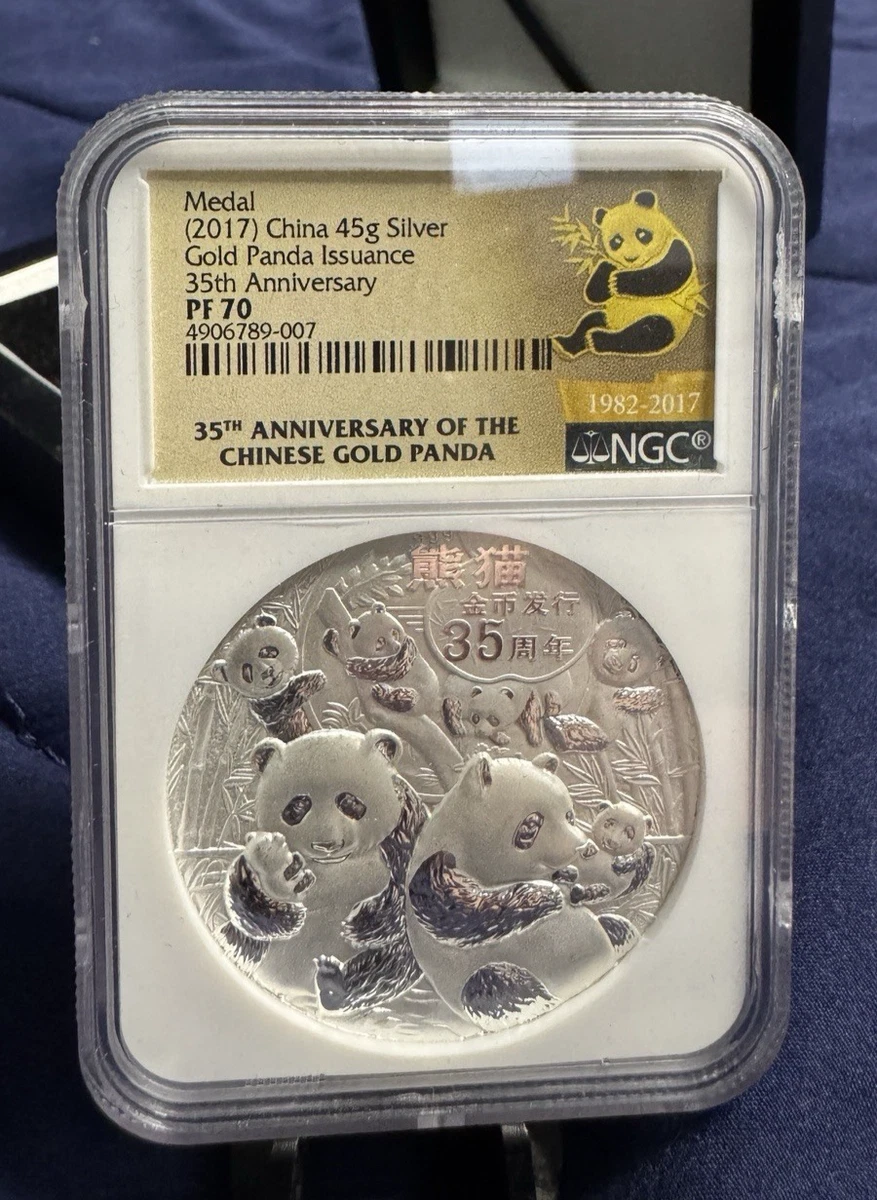 Medal
(2017) China 45g Silver
Gold Panda Issuance
35th Anniversary
PF 70
4906789-007
1982-2017
35TH ANNIVERSARY OF THE
CHINESE GOLD PANDA
NGC®
熊猫
金币发行
35周年